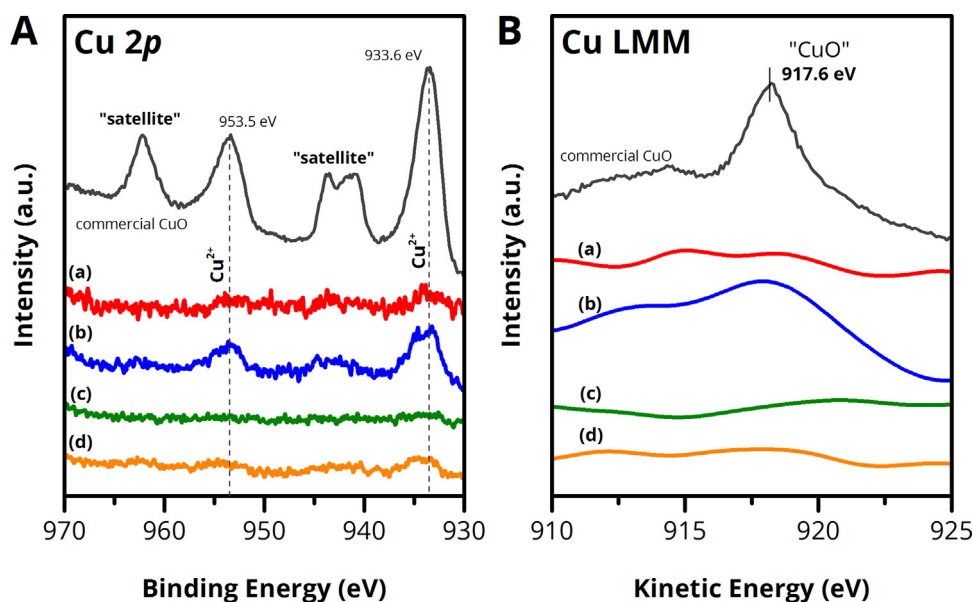 A
Cu 2p
933.6 eV
"satellite"
953.5 eV
"satellite"
commercial CuO
Cu2+
Cu2+
(a)
(b)
(c)
(d)
970 960 950 940 930
Binding Energy (eV)
Intensity (a.u.)
B
Cu LMM
"CuO"
917.6 eV
commercial CuO
(a)
(b)
(c)
(d)
910 915 920 925
Kinetic Energy (eV)
Intensity (a.u.)